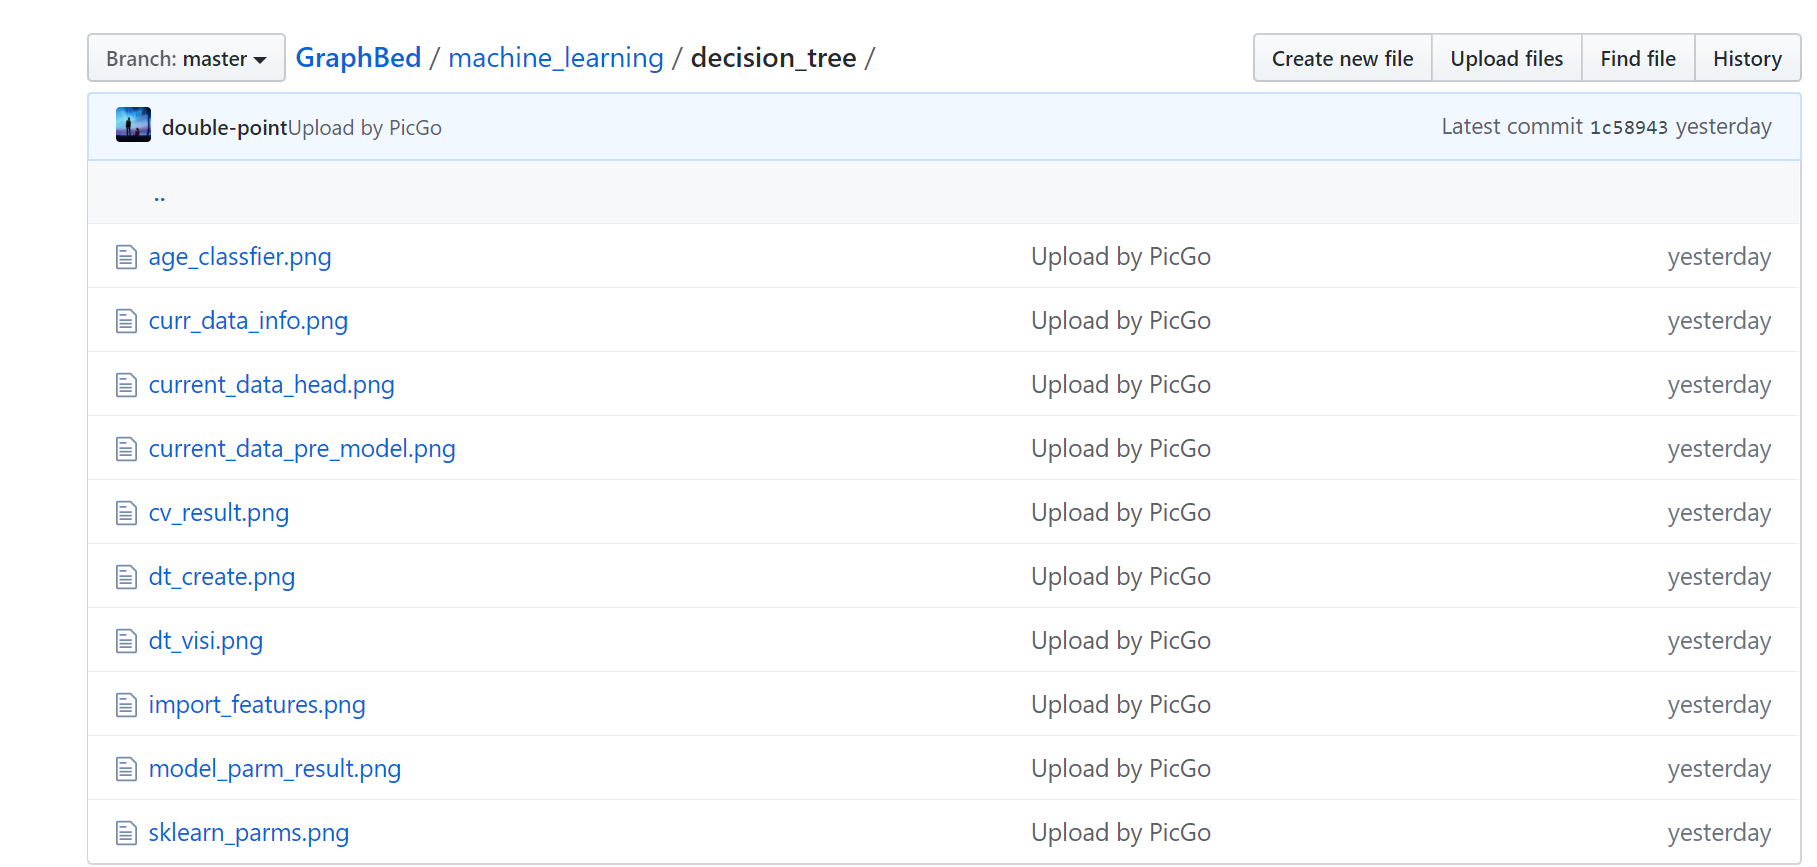 Branch: master GraphBed / machine_learning / decision_tree / Create new file Upload files Find file History
double-pointUpload by PicGo Latest commit 1c58943 yesterday
..
age_classfier.png Upload by PicGo yesterday
curr_data_info.png Upload by PicGo yesterday
current_data_head.png Upload by PicGo yesterday
current_data_pre_model.png Upload by PicGo yesterday
cv_result.png Upload by PicGo yesterday
dt_create.png Upload by PicGo yesterday
dt_visi.png Upload by PicGo yesterday
import_features.png Upload by PicGo yesterday
model_parm_result.png Upload by PicGo yesterday
sklearn_parms.png Upload by PicGo yesterday